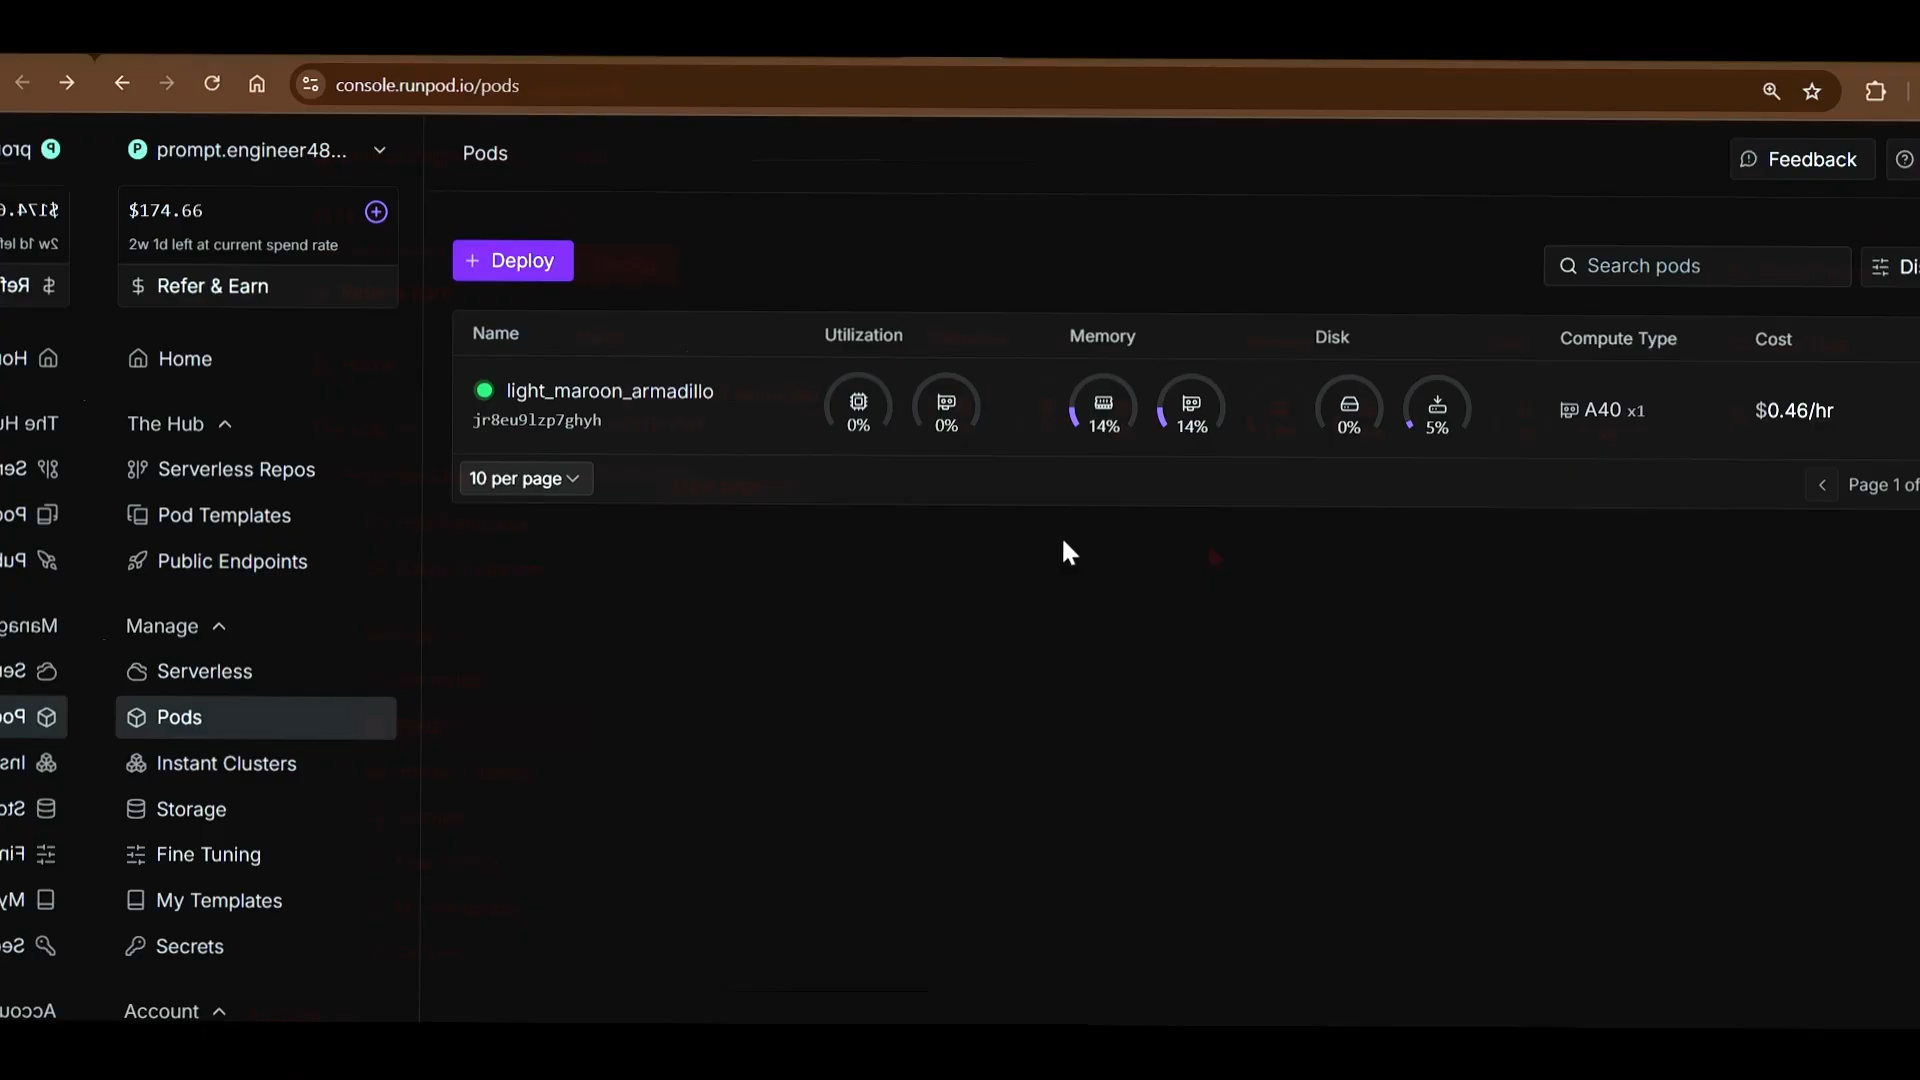 console.runpod.io/pods
prompt.engineer48...
$174.66
2w 1d left at current spend rate
Refer & Earn
Home
The Hub
Serverless Repos
Pod Templates
Public Endpoints
Manage
Serverless
Pods
Instant Clusters
Storage
Fine Tuning
My Templates
Secrets
Account
Pods
Feedback
Deploy
Search pods
Name Utilization Memory Disk Compute Type Cost
light_maroon_armadillo
jr8eu9lzp7ghyh
0% 0% 14% 14% 0% 5% A40 x1 $0.46/hr
10 per page
Page 1 of